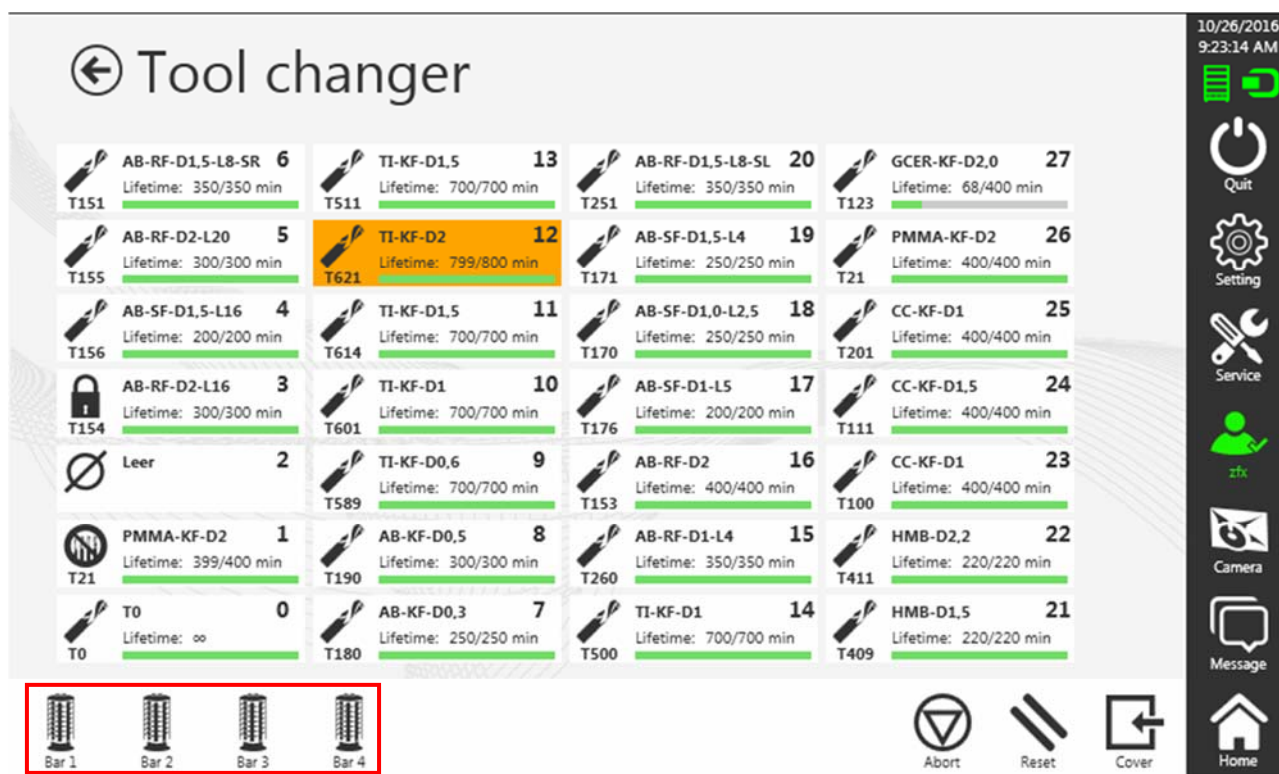 10/26/2016
9:23:14 AM
Tool changer
AB-RF-D1,5-L8-SR 6
Lifetime: 350/350 min
T151
TI-KF-D1,5 13
Lifetime: 700/700 min
T511
AB-RF-D1,5-L8-SL 20
Lifetime: 350/350 min
T251
GCER-KF-D2,0 27
Lifetime: 68/400 min
T123
AB-RF-D2-L20 5
Lifetime: 300/300 min
T155
TI-KF-D2 12
Lifetime: 799/800 min
T621
AB-SF-D1,5-L4 19
Lifetime: 250/250 min
T171
PMMA-KF-D2 26
Lifetime: 400/400 min
T21
AB-SF-D1,5-L16 4
Lifetime: 200/200 min
T156
TI-KF-D1,5 11
Lifetime: 700/700 min
T614
AB-SF-D1,0-L2,5 18
Lifetime: 250/250 min
T170
CC-KF-D1 25
Lifetime: 400/400 min
T201
AB-RF-D2-L16 3
Lifetime: 300/300 min
T154
TI-KF-D1 10
Lifetime: 700/700 min
T601
AB-SF-D1-L5 17
Lifetime: 200/200 min
T176
CC-KF-D1,5 24
Lifetime: 400/400 min
T111
Leer 2
TI-KF-D0,6 9
Lifetime: 700/700 min
T589
AB-RF-D2 16
Lifetime: 400/400 min
T153
CC-KF-D1 23
Lifetime: 400/400 min
T100
PMMA-KF-D2 1
Lifetime: 399/400 min
T21
AB-KF-D0,5 8
Lifetime: 300/300 min
T190
AB-RF-D1-L4 15
Lifetime: 350/350 min
T260
HMB-D2,2 22
Lifetime: 220/220 min
T411
T0 0
Lifetime: ∞
T0
AB-KF-D0,3 7
Lifetime: 250/250 min
T180
TI-KF-D1 14
Lifetime: 700/700 min
T500
HMB-D1,5 21
Lifetime: 220/220 min
T409
Quit
Setting
Service
zfx
Camera
Message
Home
Bar 1
Bar 2
Bar 3
Bar 4
Abort
Reset
Cover